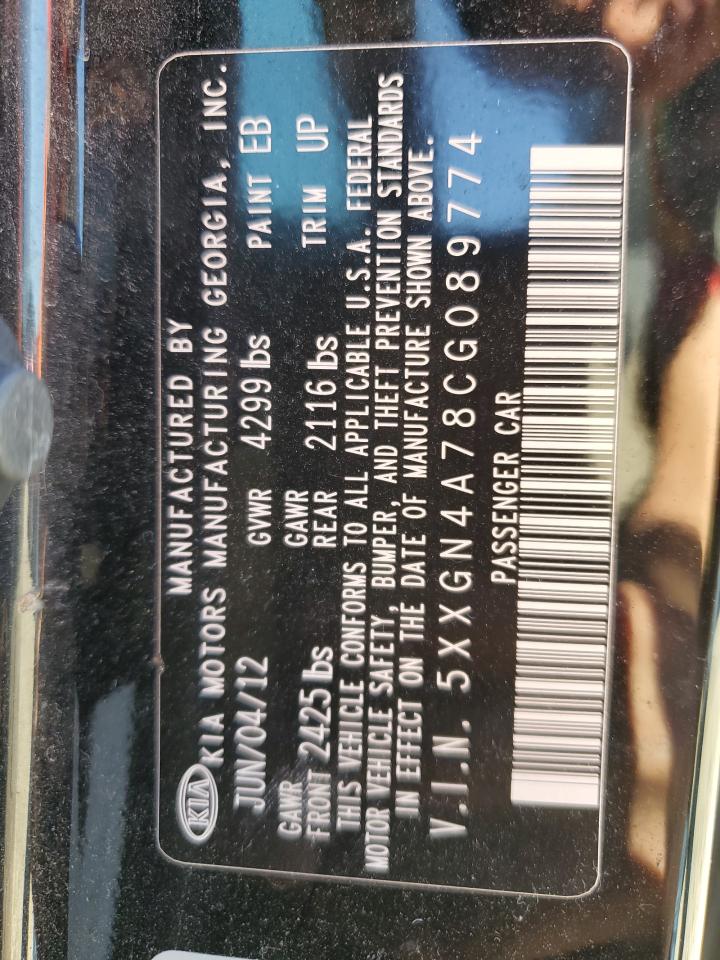 MANUFACTURED BY
KIA KIA MOTORS MANUFACTURING GEORGIA, INC.
JUN/04/12 GVWR 4299 lbs PAINT EB
GAWR GAWR
FRONT 2425 lbs REAR 2116 lbs TRIM UP
THIS VEHICLE CONFORMS TO ALL APPLICABLE U.S.A. FEDERAL
MOTOR VEHICLE SAFETY, BUMPER, AND THEFT PREVENTION STANDARDS
IN EFFECT ON THE DATE OF MANUFACTURE SHOWN ABOVE.
V.I.N. 5XXGN4A78CG089774
PASSENGER CAR